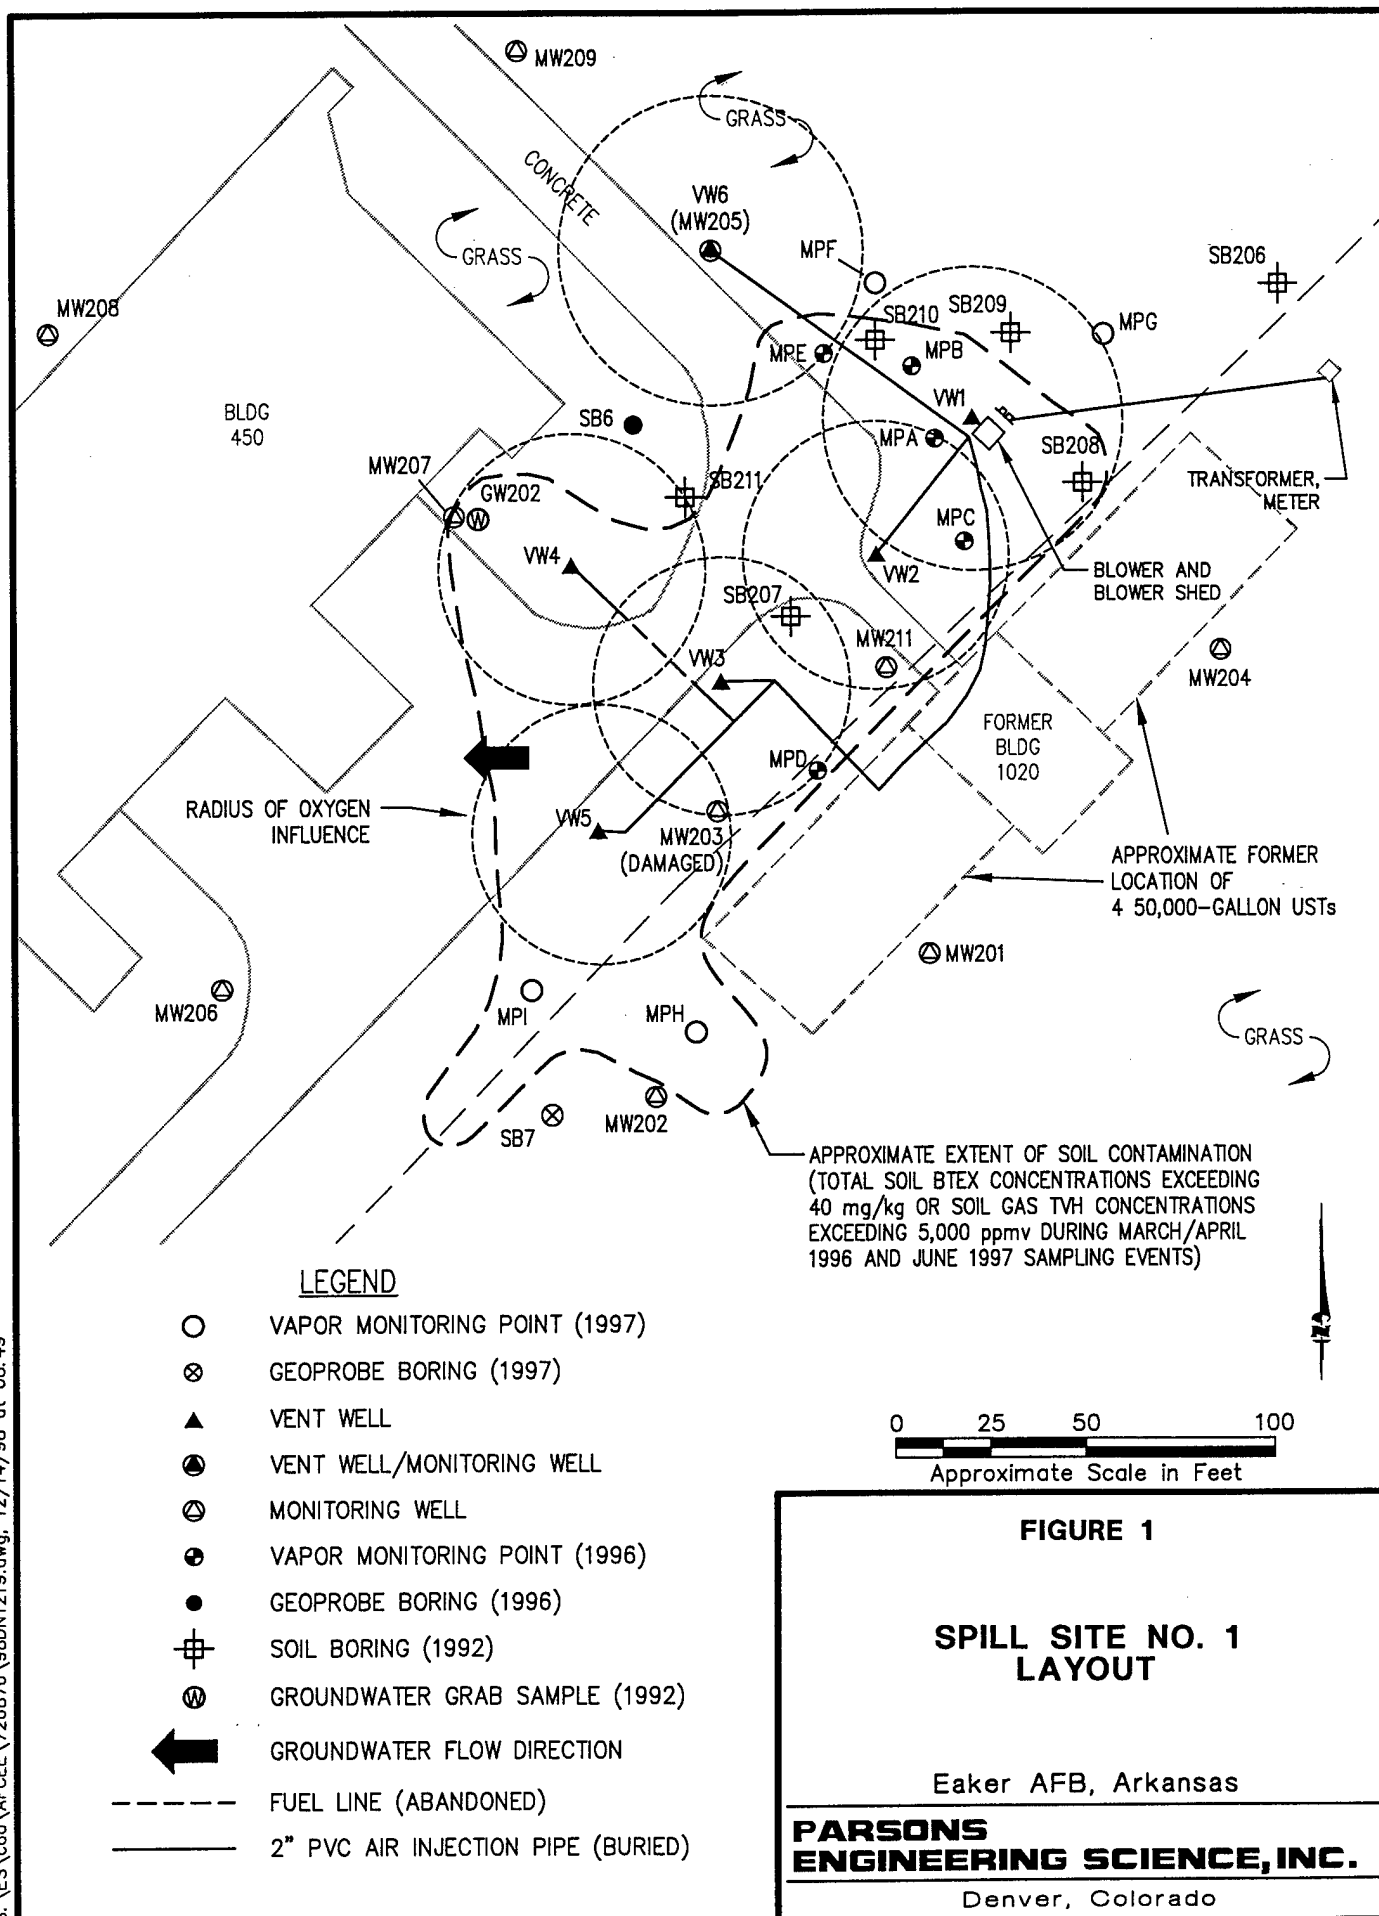 MW209
GRASS
CONCRETE
VW6
(MW205)
MPF
SB206
GRASS
MW208
SB210
SB209
MPG
MPE
MPB
BLDG
450
VW1
SB6
MPA
SB208
MW207
SB211
GW202
TRANSFORMER,
METER
MPC
VW4
VW2
BLOWER AND
BLOWER SHED
SB207
MW211
VW3
MW204
FORMER
BLDG
1020
MPD
RADIUS OF OXYGEN
INFLUENCE
VW5
MW203
(DAMAGED)
APPROXIMATE FORMER
LOCATION OF
4 50,000-GALLON USTs
MW201
MW206
MPI
MPH
GRASS
SB7
MW202
APPROXIMATE EXTENT OF SOIL CONTAMINATION
(TOTAL SOIL BTEX CONCENTRATIONS EXCEEDING
40 mg/kg OR SOIL GAS TVH CONCENTRATIONS
EXCEEDING 5,000 ppmv DURING MARCH/APRIL
1996 AND JUNE 1997 SAMPLING EVENTS)
LEGEND
VAPOR MONITORING POINT (1997)
GEOPROBE BORING (1997)
VENT WELL
VENT WELL/MONITORING WELL
MONITORING WELL
VAPOR MONITORING POINT (1996)
GEOPROBE BORING (1996)
SOIL BORING (1992)
W GROUNDWATER GRAB SAMPLE (1992)
GROUNDWATER FLOW DIRECTION
FUEL LINE (ABANDONED)
2" PVC AIR INJECTION PIPE (BURIED)
N
0 25 50 100
Approximate Scale in Feet
FIGURE 1
SPILL SITE NO. 1
LAYOUT
Eaker AFB, Arkansas
PARSONS
ENGINEERING SCIENCE, INC.
Denver, Colorado